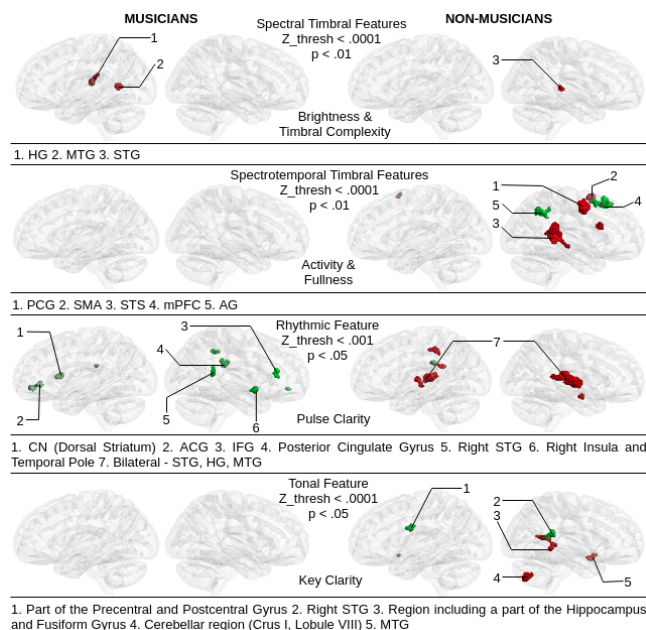 MUSICIANS
NON-MUSICIANS
Spectral Timbral Features
Z_thresh < .0001
p < .01
1
2
3
Brightness &
Timbral Complexity
1. HG 2. MTG 3. STG
Spectrotemporal Timbral Features
Z_thresh < .0001
p < .01
1
2
5
4
3
Activity &
Fullness
1. PCG 2. SMA 3. STS 4. mPFC 5. AG
Rhythmic Feature
Z_thresh < .001
p < .05
1
3
4
7
2
5
6
Pulse Clarity
1. CN (Dorsal Striatum) 2. ACG 3. IFG 4. Posterior Cingulate Gyrus 5. Right STG 6. Right Insula and
Temporal Pole 7. Bilateral - STG, HG, MTG
Tonal Feature
Z_thresh < .0001
p < .05
1
2
3
4
5
Key Clarity
1. Part of the Precentral and Postcentral Gyrus 2. Right STG 3. Region including a part of the Hippocampus
and Fusiform Gyrus 4. Cerebellar region (Crus I, Lobule VIII) 5. MTG